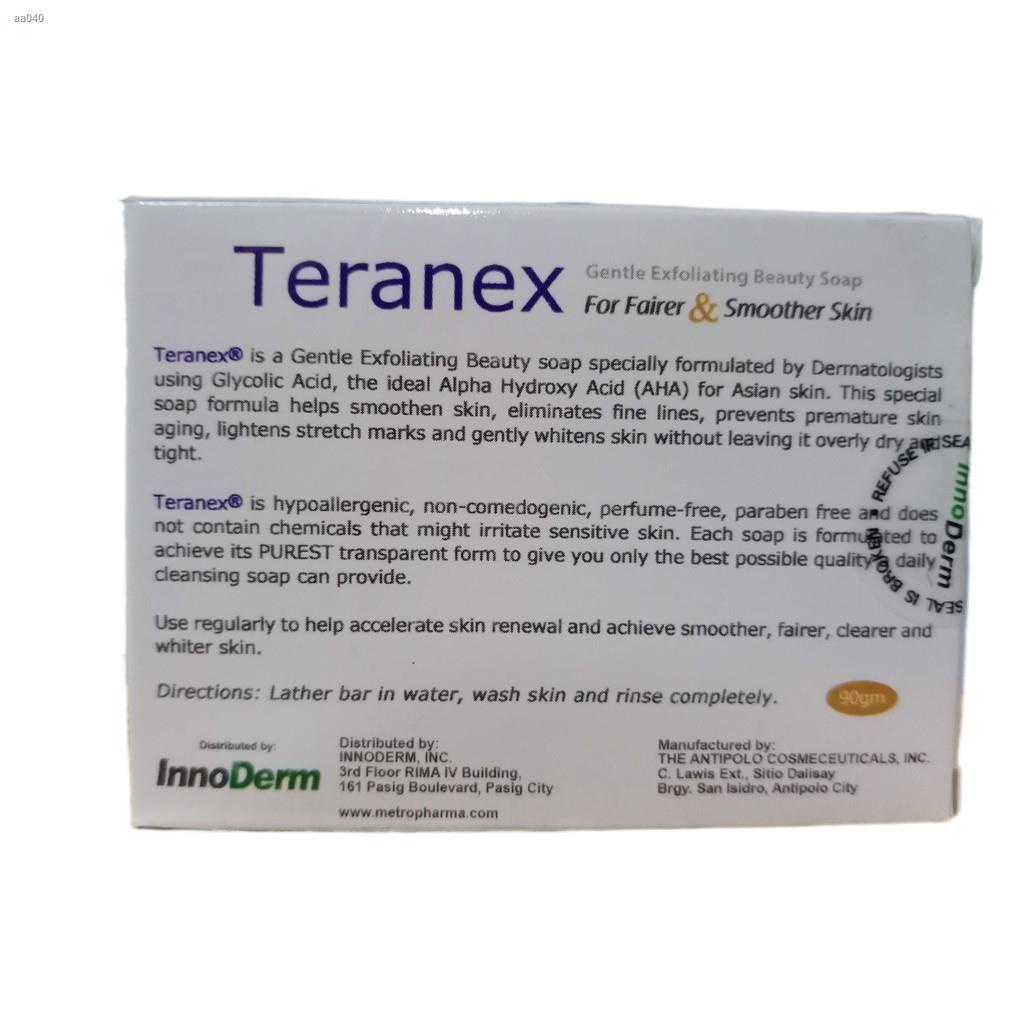 aa040
Teranex
Gentle Exfoliating Beauty Soap
For Fairer & Smoother Skin
Teranex® is a Gentle Exfoliating Beauty soap specially formulated by Dermatologists
using Glycolic Acid, the ideal Alpha Hydroxy Acid (AHA) for Asian skin. This special
soap formula helps smoothen skin, eliminates fine lines, prevents premature skin
aging, lightens stretch marks and gently whitens skin without leaving it overly dry and
tight.
Teranex® is hypoallergenic, non-comedogenic, perfume-free, paraben free and does
not contain chemicals that might irritate sensitive skin. Each soap is formulated to
achieve its PUREST transparent form to give you only the best possible quality a daily
cleansing soap can provide.
Use regularly to help accelerate skin renewal and achieve smoother, fairer, clearer and
whiter skin.
Directions: Lather bar in water, wash skin and rinse completely.
90gm
Distributed by:
InnoDerm
Distributed by:
INNODERM, INC.
3rd Floor RIMA IV Building,
161 Pasig Boulevard, Pasig City
www.metropharma.com
Manufactured by:
THE ANTIPOLO COSMECEUTICALS, INC.
C. Lawis Ext., Sitio Dalisay
Brgy. San Isidro, Antipolo City
REFUSE IF SEA
InnoDerm
SEAL IS BROKEN